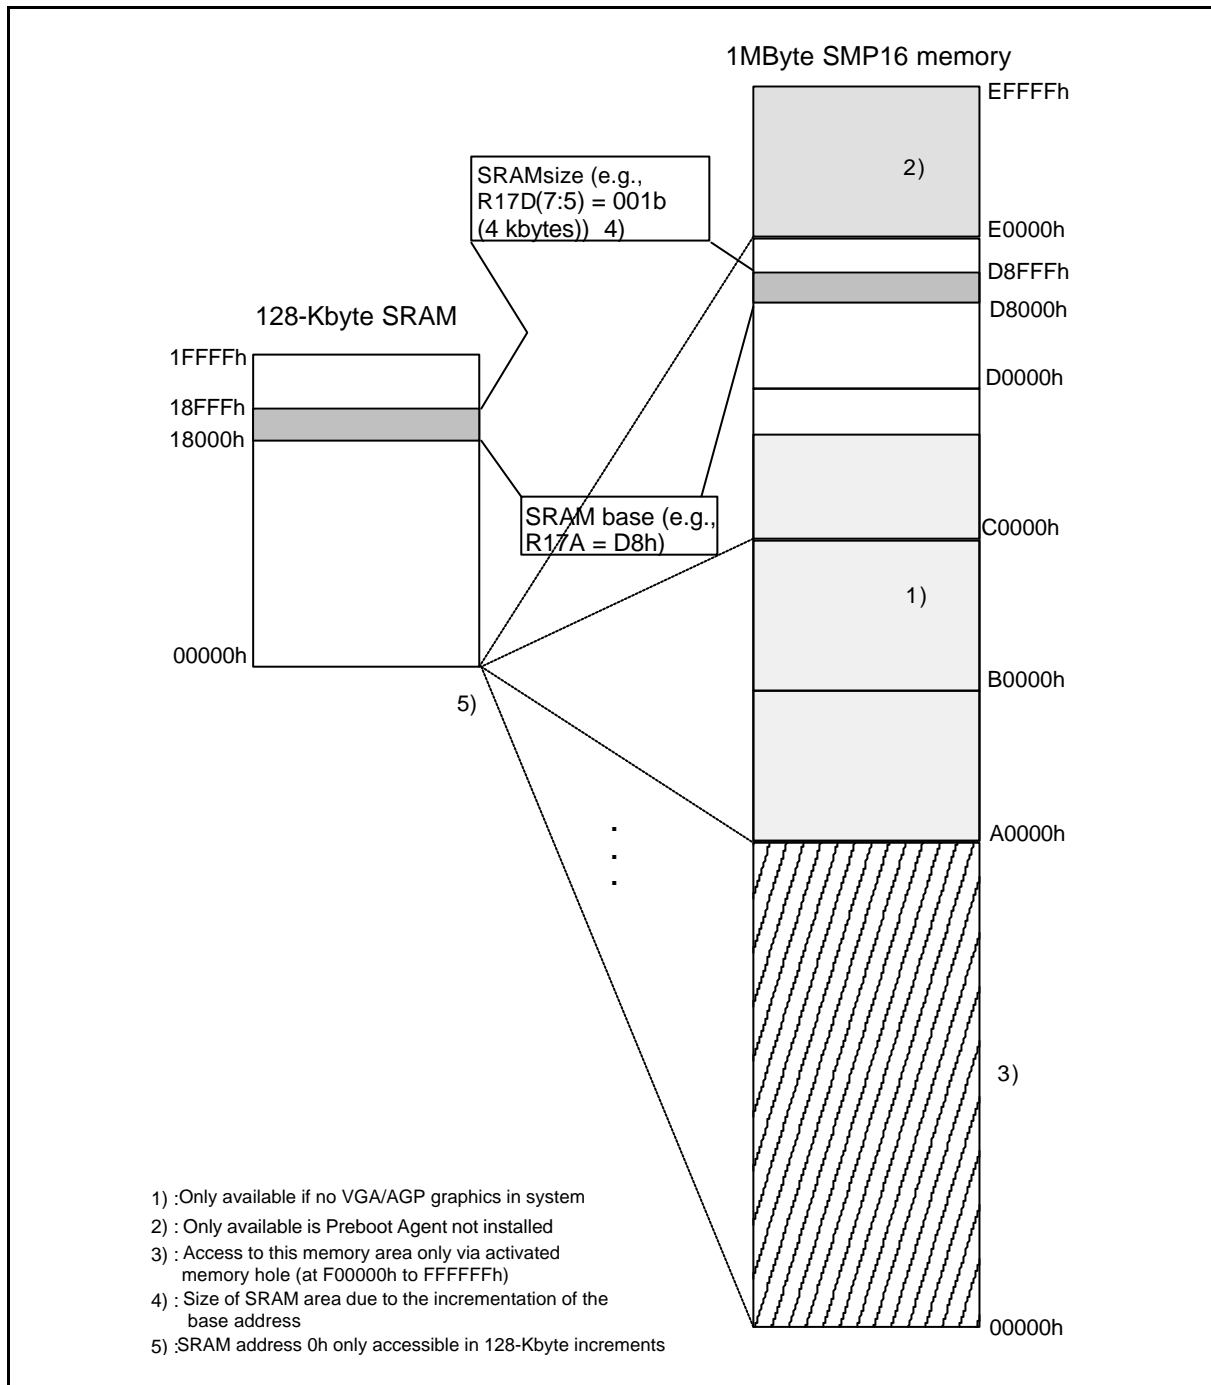 1MByte SMP16 memory
EFFFFh
2)
SRAMsize (e.g.,
R17D(7:5) = 001b
(4 kbytes))  4)
E0000h
D8FFFh
D8000h
128-Kbyte SRAM
1FFFFh
D0000h
18FFFh
18000h
SRAM base (e.g.,
R17A = D8h)
C0000h
1)
00000h
B0000h
5)
A0000h
.
.
.
3)
1) :Only available if no VGA/AGP graphics in system
2) : Only available is Preboot Agent not installed
3) : Access to this memory area only via activated
memory hole (at F00000h to FFFFFFh)
4) : Size of SRAM area due to the incrementation of the
base address
5) :SRAM address 0h only accessible in 128-Kbyte increments
00000h